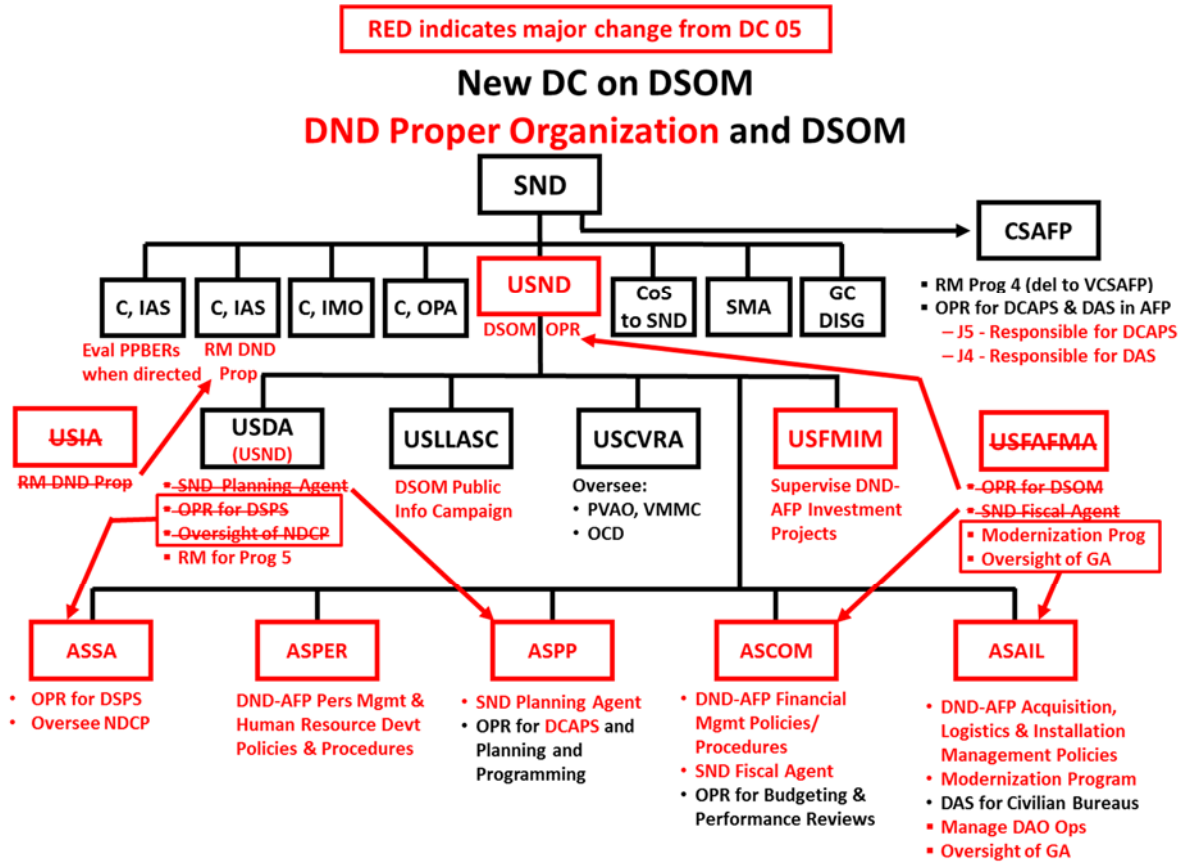 RED indicates major change from DC 05
New DC on DSOM
DND Proper Organization and DSOM
SND
CSAFP
▪ RM Prog 4 (del to VCSAFP)
▪ OPR for DCAPS & DAS in AFP
– J5 - Responsible for DCAPS
– J4 - Responsible for DAS
C, IAS
C, IAS
C, IMO
C, OPA
USND
CoS
to SND
SMA
GC
DISG
Eval PPBERs
when directed
RM DND
Prop
DSOM OPR
USIA
RM DND Prop
USDA
(USND)
▪ SND Planning Agent
▪ OPR for DSPS
▪ Oversight of NDCP
▪ RM for Prog 5
USLLASC
DSOM Public
Info Campaign
USCVRA
Oversee:
• PVAO, VMMC
• OCD
USFMIM
Supervise DND-
AFP Investment
Projects
USFAFMA
▪ OPR for DSOM
▪ SND Fiscal Agent
▪ Modernization Prog
▪ Oversight of GA
ASSA
• OPR for DSPS
• Oversee NDCP
ASPER
DND-AFP Pers Mgmt &
Human Resource Devt
Policies & Procedures
ASPP
• SND Planning Agent
• OPR for DCAPS and
Planning and
Programming
ASCOM
• DND-AFP Financial
Mgmt Policies/
Procedures
• SND Fiscal Agent
• OPR for Budgeting &
Performance Reviews
ASAIL
• DND-AFP Acquisition,
Logistics & Installation
Management Policies
• Modernization Program
• DAS for Civilian Bureaus
▪ Manage DAO Ops
▪ Oversight of GA